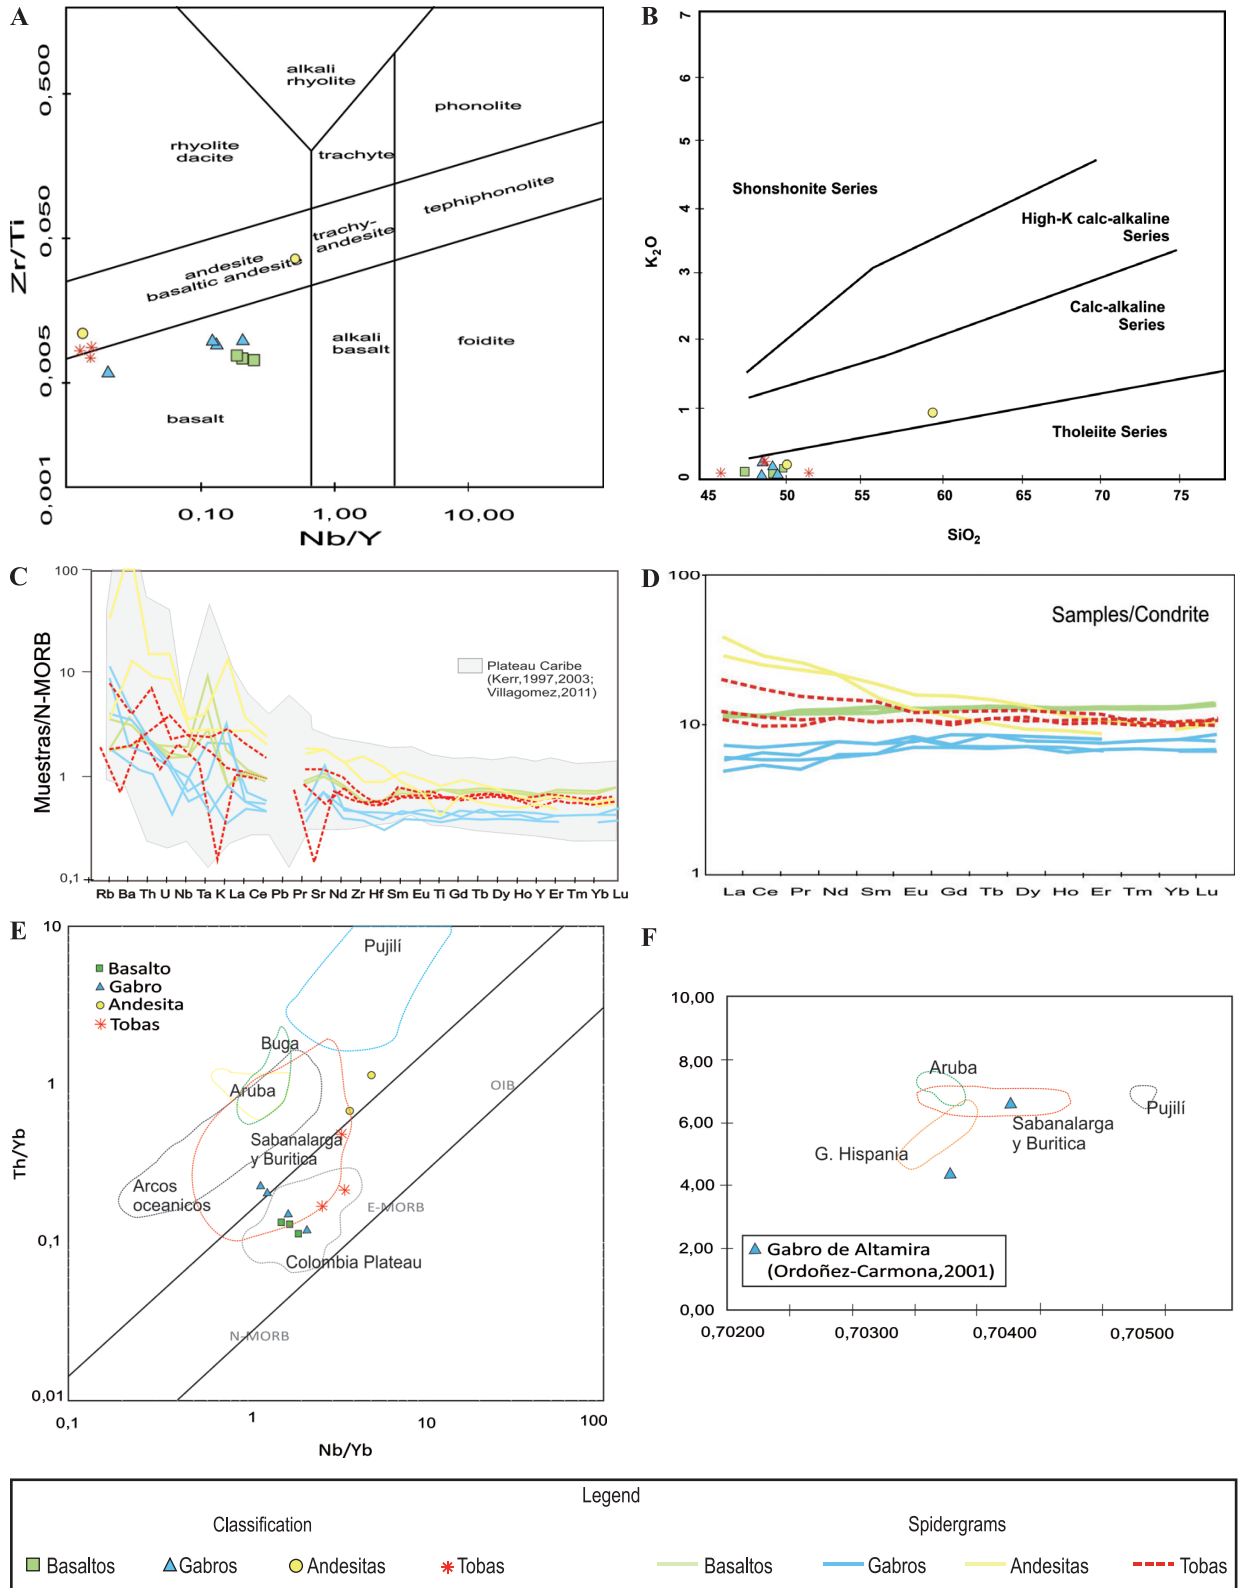 A
0,500
0,050
0,005
0,001
Zr/Ti
alkali
rhyolite
phonolite
rhyolite
dacite
trachyte
tephiphonolite
trachy-
andesite
andesite
basaltic andesite
alkali
basalt
foidite
basalt
0,10
1,00
10,00
Nb/Y
B
7
6
5
4
3
2
1
0
K2O
Shonshonite Series
High-K calc-alkaline
Series
Calc-alkaline
Series
Tholeiite Series
45
50
55
60
65
70
75
SiO2
C
100
10
1
0,1
Muestras/N-MORB
Plateau Caribe
(Kerr,1997,2003;
Villagomez,2011)
Rb Ba Th U Nb Ta K La Ce Pb Pr Sr Nd Zr Hf Sm Eu Ti Gd Tb Dy Ho Y Er Tm Yb Lu
D
100
10
1
Samples/Condrite
La Ce Pr Nd Sm Eu Gd Tb Dy Ho Er Tm Yb Lu
E
10
1
0,1
0,01
Th/Yb
Basalto
Gabro
Andesita
Tobas
Pujilí
Buga
Aruba
OIB
Sabanalarga
y Buritica
Arcos
oceanicos
E-MORB
Colombia Plateau
N-MORB
0,1
1
10
100
Nb/Yb
F
10,00
8,00
6,00
4,00
2,00
0,00
Aruba
Pujilí
Sabanalarga
y Buritica
G. Hispania
Gabro de Altamira
(Ordoñez-Carmona,2001)
0,70200
0,70300
0,70400
0,70500
Legend
Classification
Spidergrams
Basaltos
Gabros
Andesitas
Tobas
Basaltos
Gabros
Andesitas
Tobas